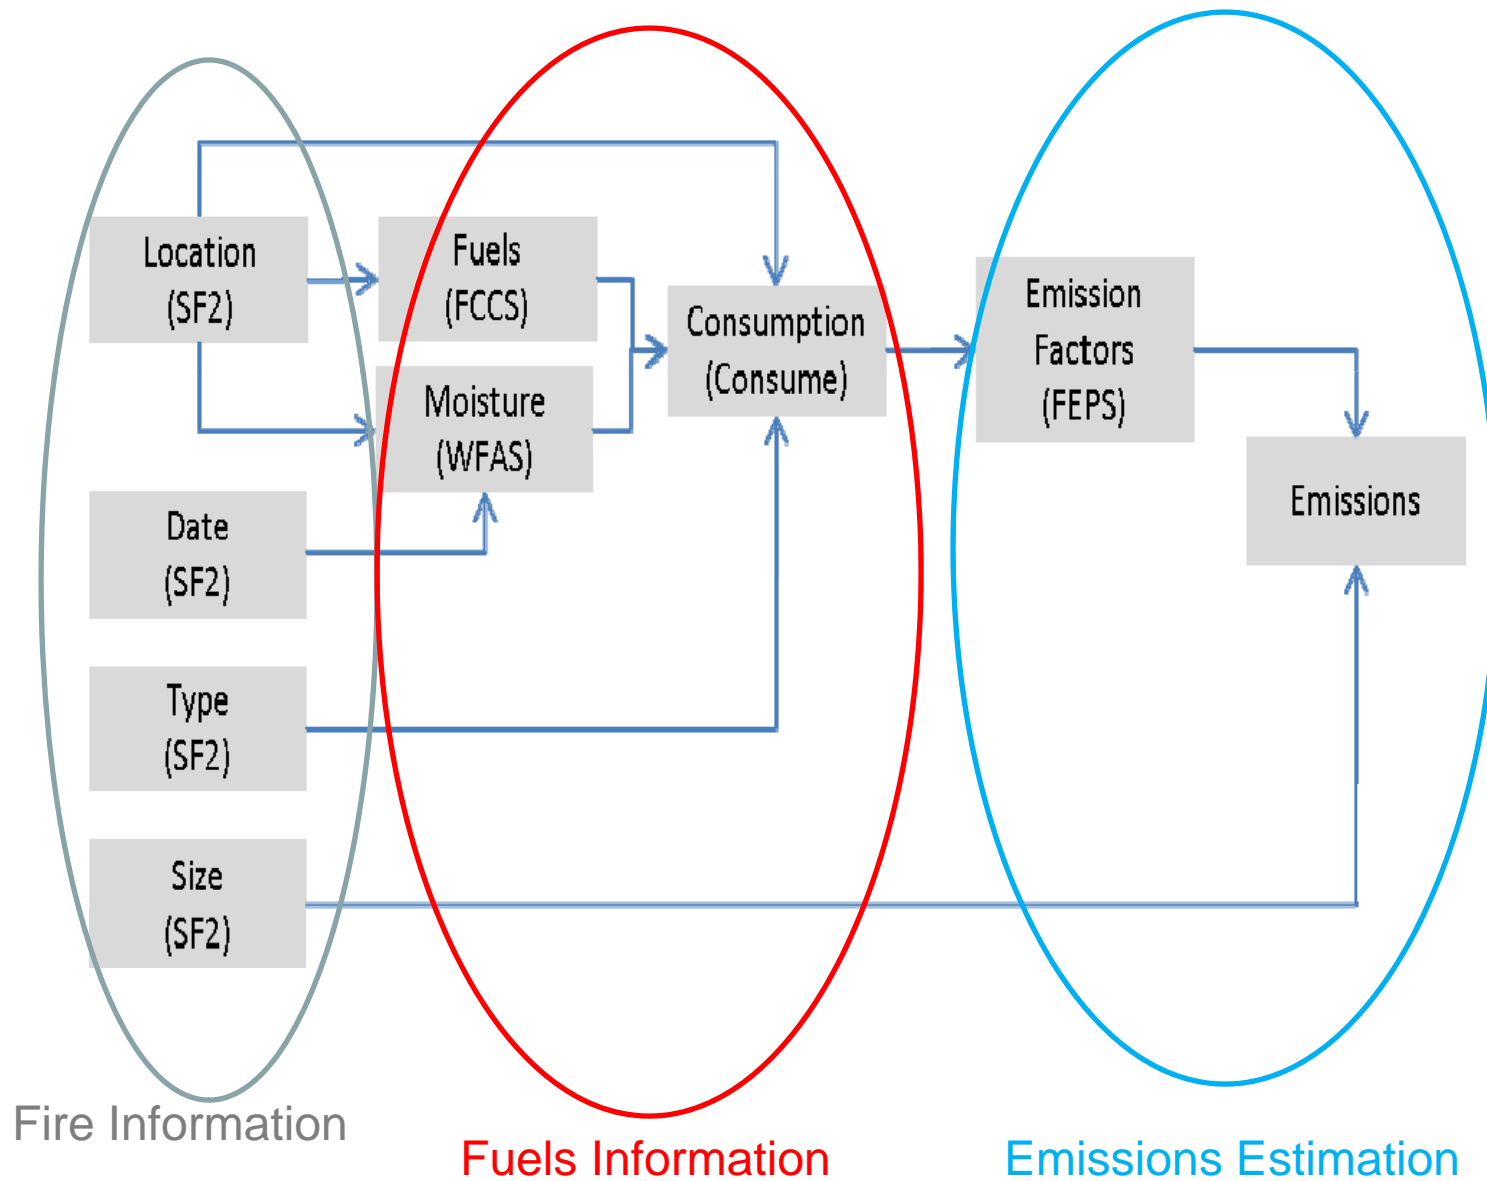 Location
(SF2)
Fuels
(FCCS)
Moisture
(WFAS)
Consumption
(Consume)
Emission
Factors
(FEPS)
Emissions
Date
(SF2)
Type
(SF2)
Size
(SF2)
Fire Information
Fuels Information
Emissions Estimation